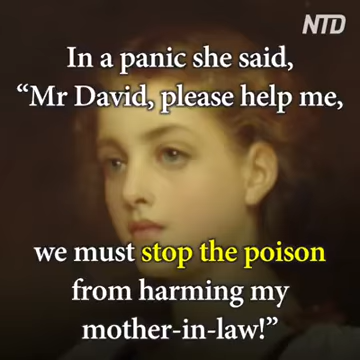 NTD
In a panic she said,
“Mr David, please help me,
we must stop the poison
from harming my
mother-in-law!”